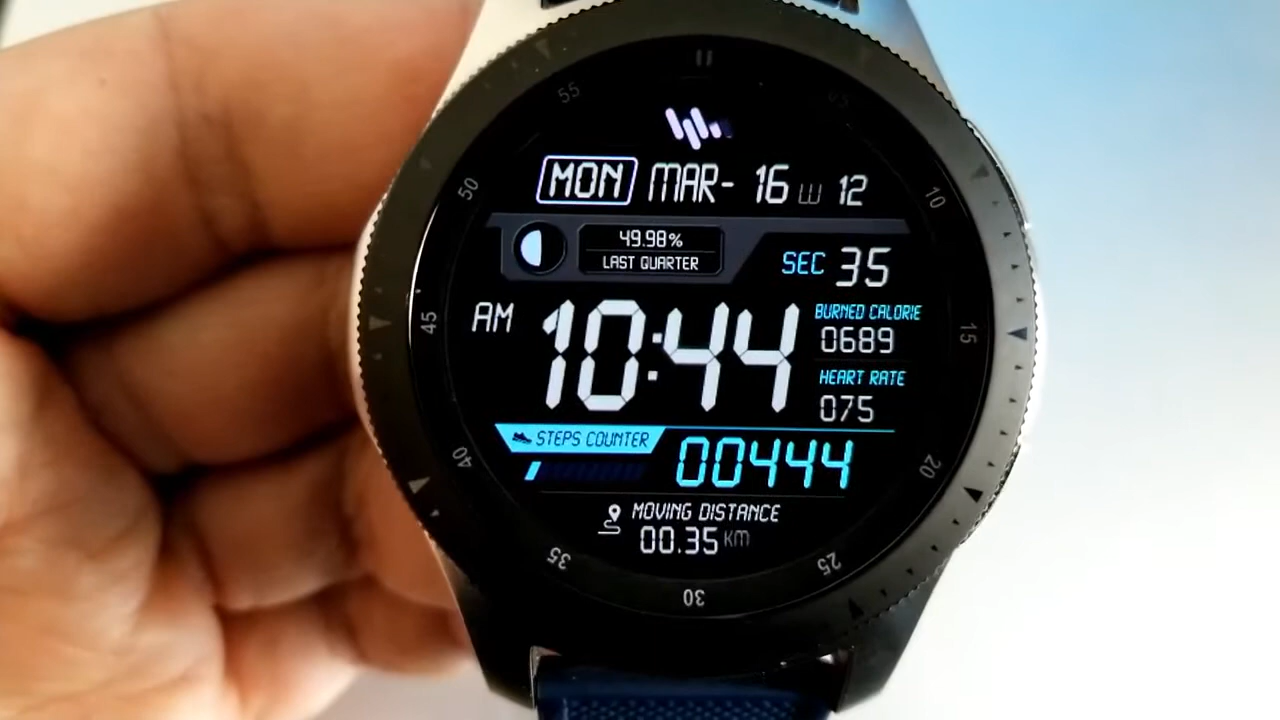 MON MAR- 16 W 12
49.98%
LAST QUARTER
SEC 35
AM 10:44
BURNED CALORIE
0689
HEART RATE
075
STEPS COUNTER 00444
MOVING DISTANCE
00.35 KM
55
05
50
10
45
15
40
20
35
25
30